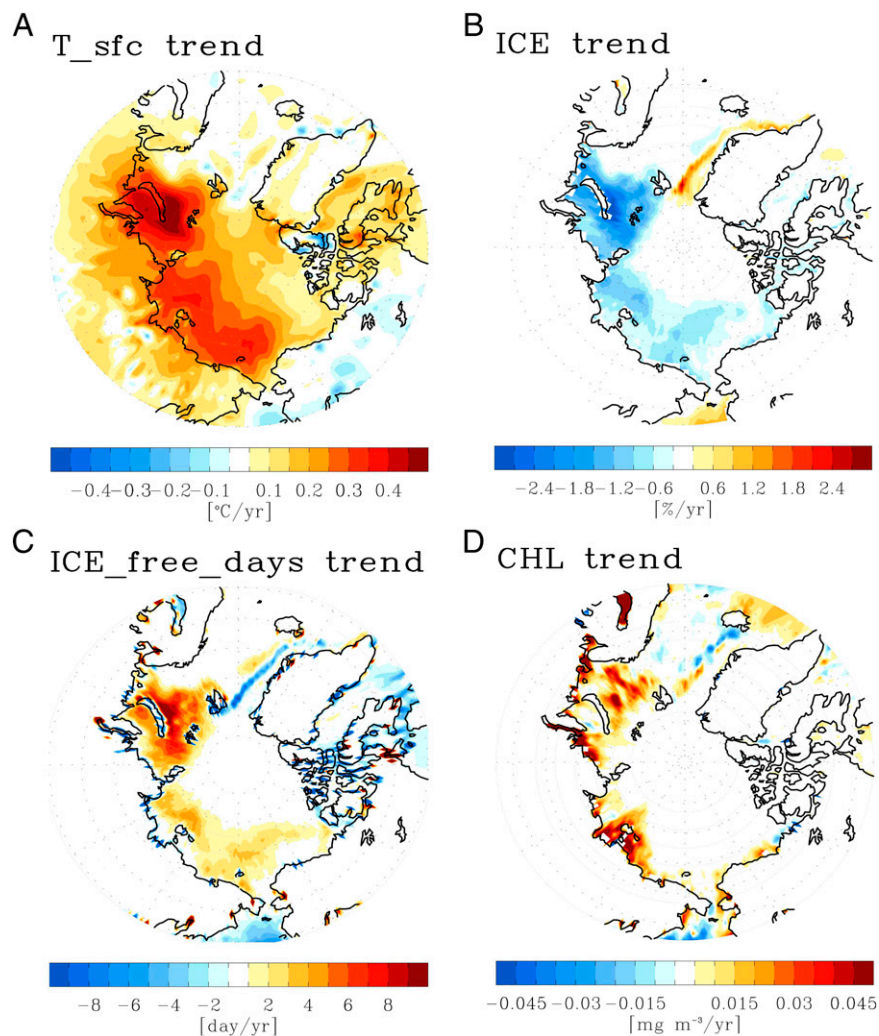 A
T_sfc trend
−0.4−0.3−0.2−0.1 0.1 0.2 0.3 0.4
[°C/yr]
B
ICE trend
−2.4−1.8−1.2−0.6 0.6 1.2 1.8 2.4
[%/yr]
C
ICE_free_days trend
−8 −6 −4 −2 2 4 6 8
[day/yr]
D
CHL trend
−0.045−0.03−0.015 0.015 0.03 0.045
[mg m⁻³/yr]